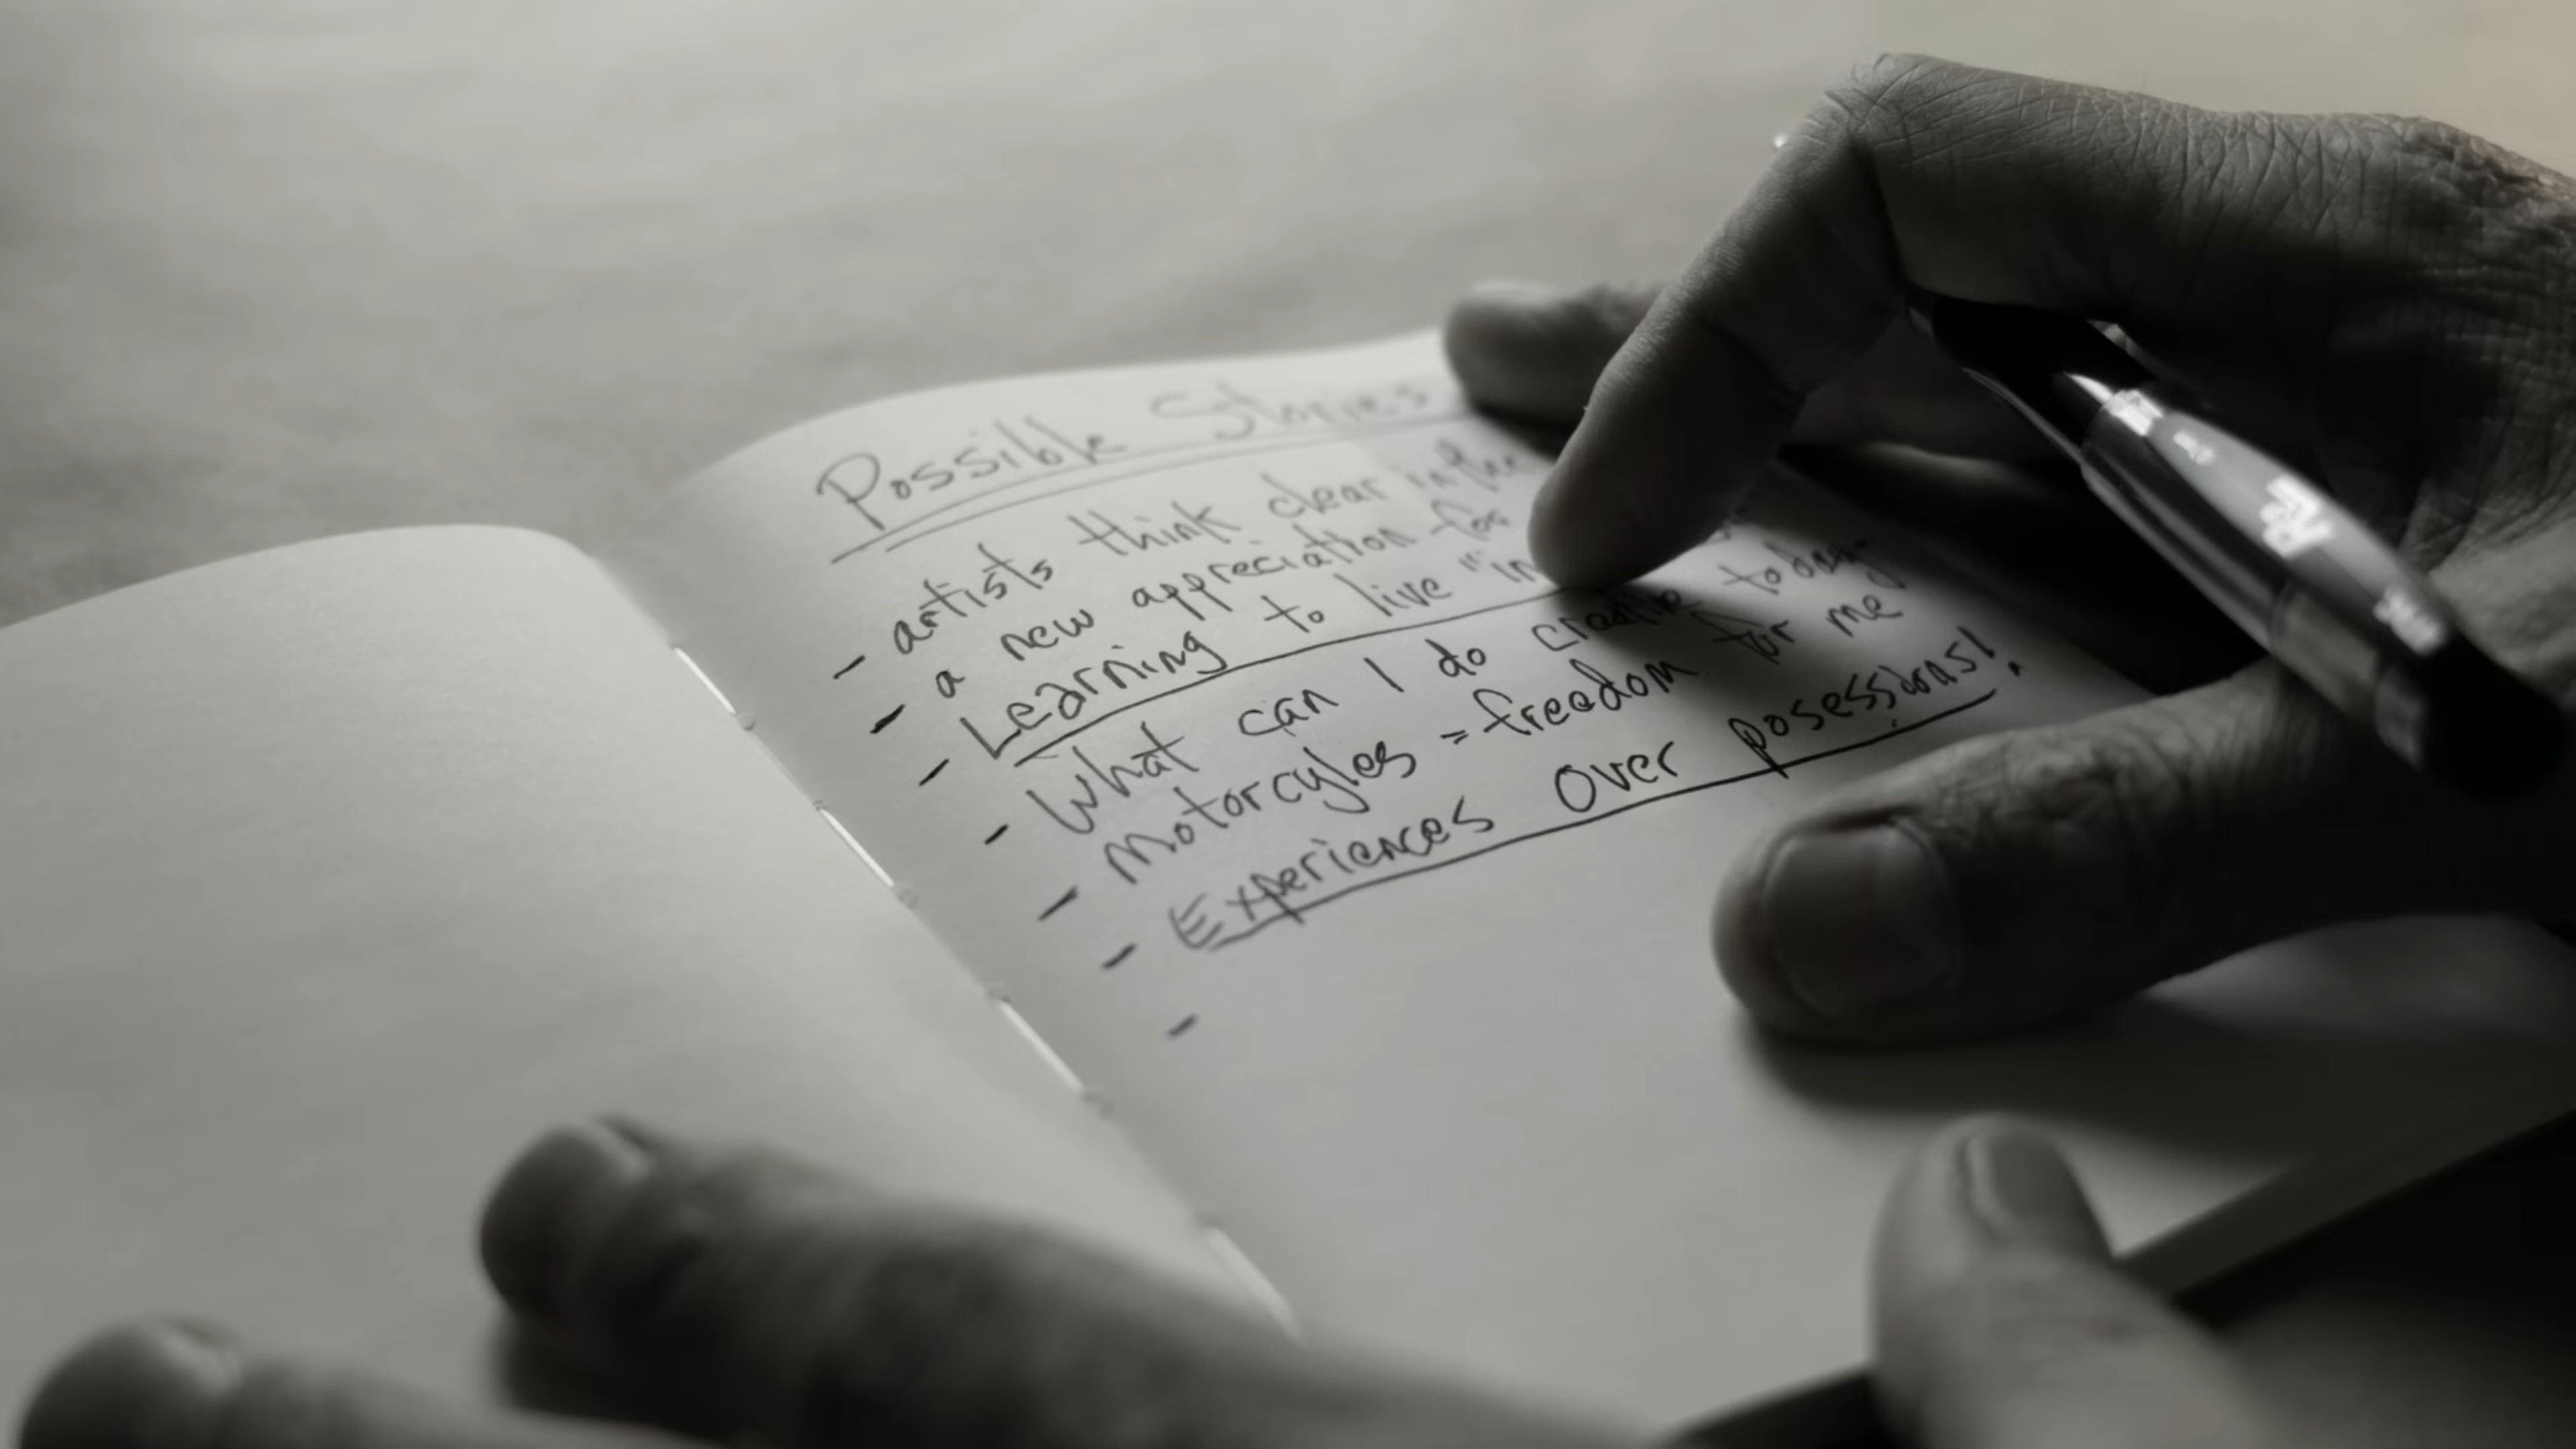 Possible Stories
- artists think clear in the
- a new appreciation for
- Learning to live "in
- What can I do creative today
- Motorcyles = freedom for me
- Experiences Over posessions!
-